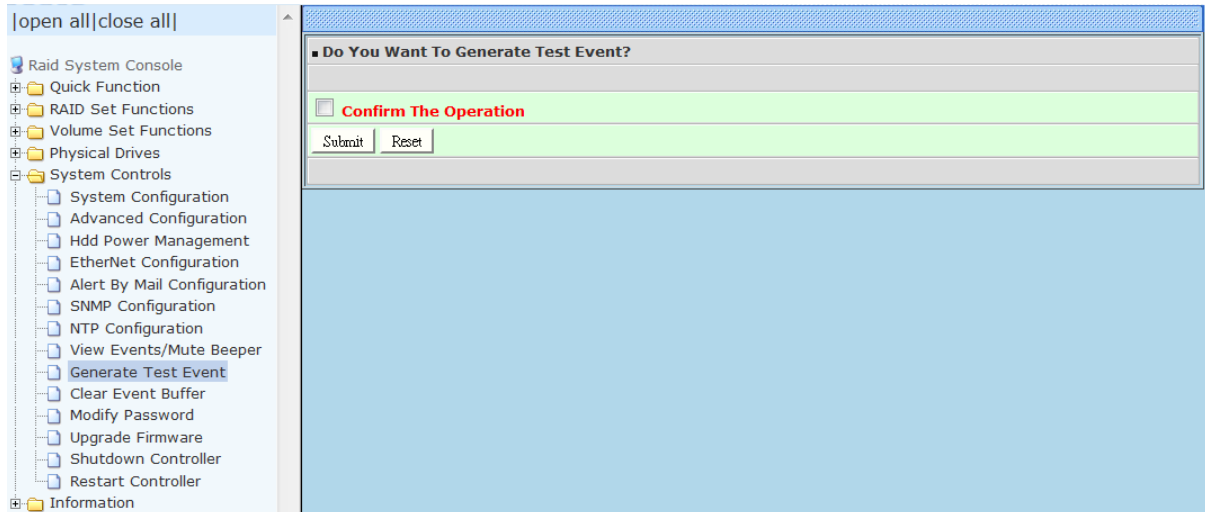 |open all|close all|
Raid System Console
Quick Function
RAID Set Functions
Volume Set Functions
Physical Drives
System Controls
System Configuration
Advanced Configuration
Hdd Power Management
EtherNet Configuration
Alert By Mail Configuration
SNMP Configuration
NTP Configuration
View Events/Mute Beeper
Generate Test Event
Clear Event Buffer
Modify Password
Upgrade Firmware
Shutdown Controller
Restart Controller
Information
Do You Want To Generate Test Event?
Confirm The Operation
Submit Reset